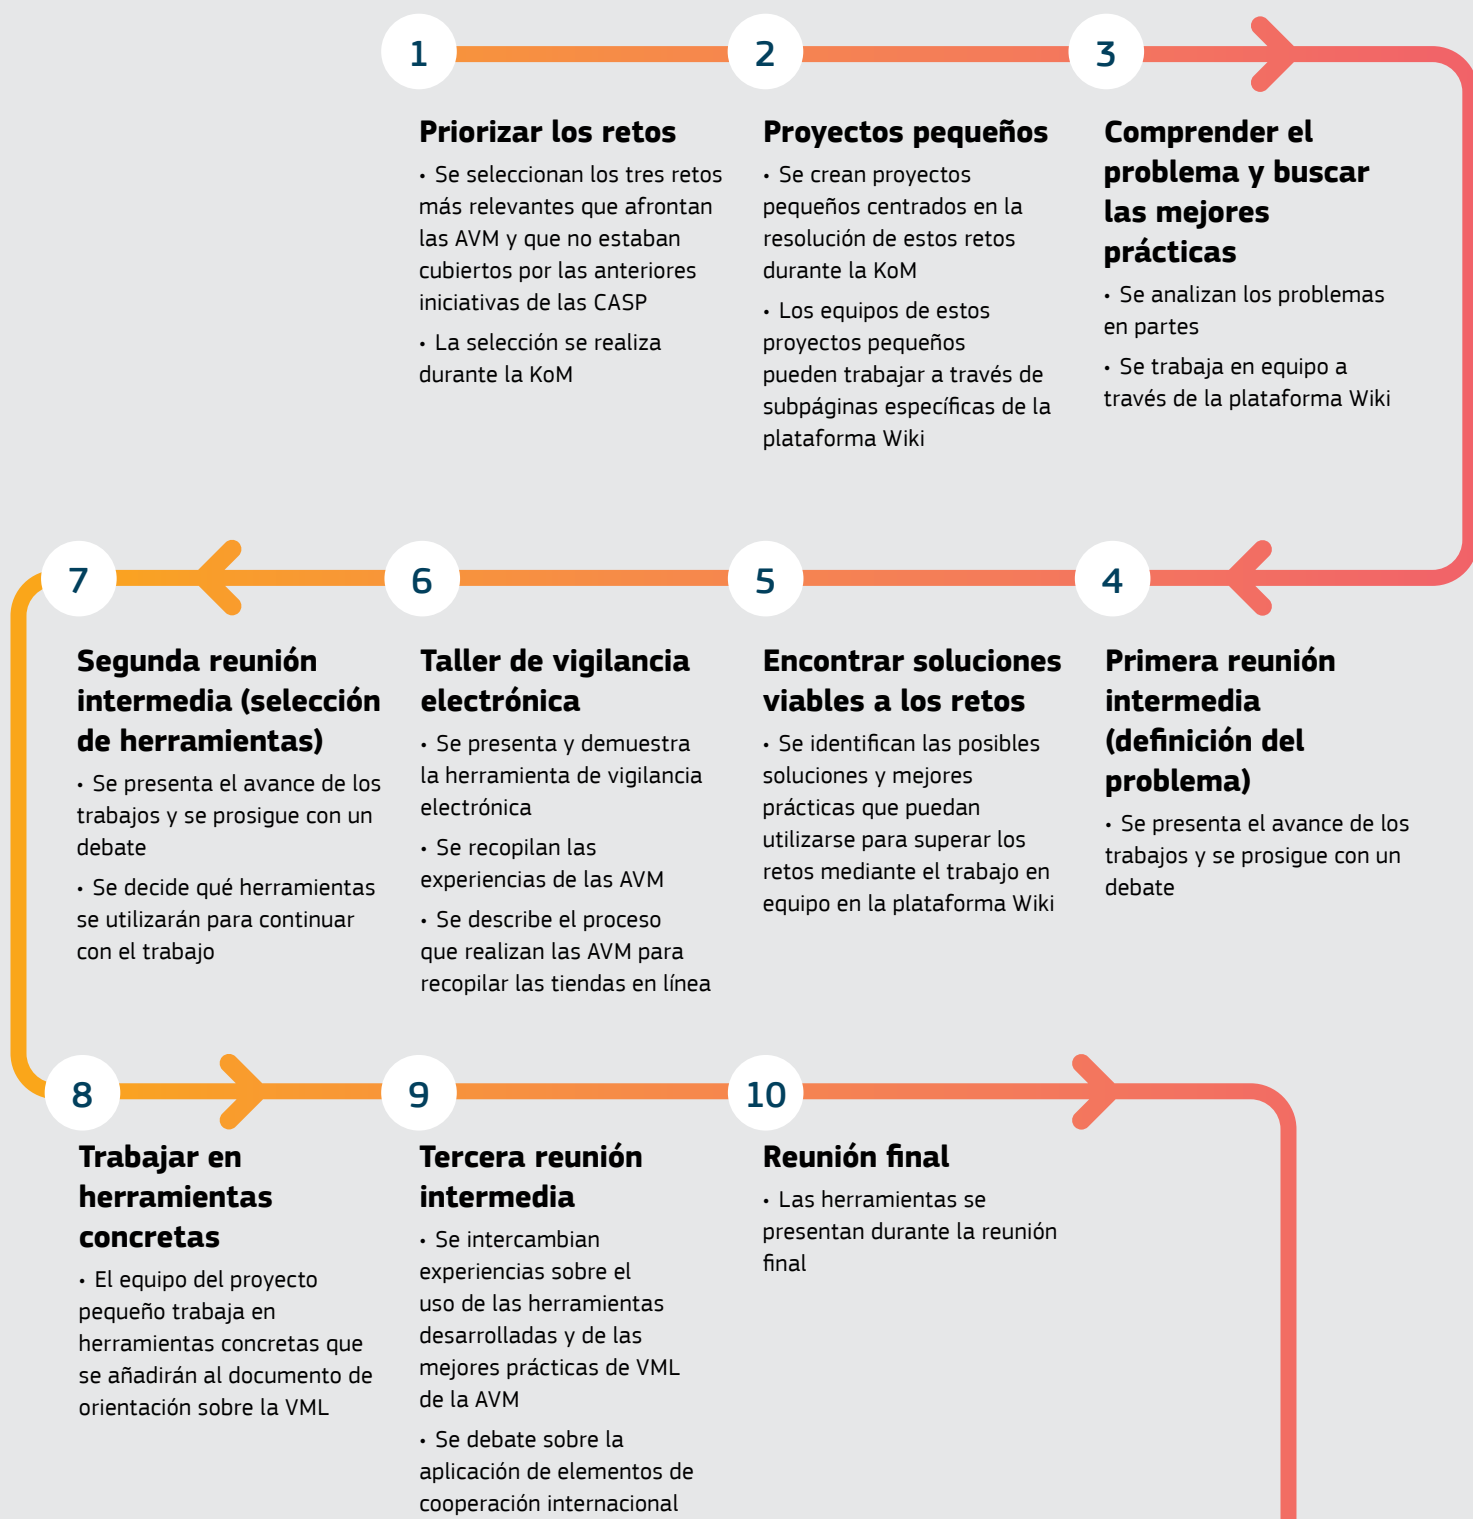 1
Priorizar los retos
• Se seleccionan los tres retos
más relevantes que afrontan
las AVM y que no estaban
cubiertos por las anteriores
iniciativas de las CASP
• La selección se realiza
durante la KoM
2
Proyectos pequeños
• Se crean proyectos
pequeños centrados en la
resolución de estos retos
durante la KoM
• Los equipos de estos
proyectos pequeños
pueden trabajar a través de
subpáginas específicas de la
plataforma Wiki
3
Comprender el
problema y buscar
las mejores
prácticas
• Se analizan los problemas
en partes
• Se trabaja en equipo a
través de la plataforma Wiki
4
Primera reunión
intermedia
(definición del
problema)
• Se presenta el avance de los
trabajos y se prosigue con un
debate
5
Encontrar soluciones
viables a los retos
• Se identifican las posibles
soluciones y mejores
prácticas que puedan
utilizarse para superar los
retos mediante el trabajo en
equipo en la plataforma Wiki
6
Taller de vigilancia
electrónica
• Se presenta y demuestra
la herramienta de vigilancia
electrónica
• Se recopilan las
experiencias de las AVM
• Se describe el proceso
que realizan las AVM para
recopilar las tiendas en línea
7
Segunda reunión
intermedia (selección
de herramientas)
• Se presenta el avance de los
trabajos y se prosigue con un
debate
• Se decide qué herramientas
se utilizarán para continuar
con el trabajo
8
Trabajar en
herramientas
concretas
• El equipo del proyecto
pequeño trabaja en
herramientas concretas que
se añadirán al documento de
orientación sobre la VML
9
Tercera reunión
intermedia
• Se intercambian
experiencias sobre el
uso de las herramientas
desarrolladas y de las
mejores prácticas de VML
de la AVM
• Se debate sobre la
aplicación de elementos de
cooperación internacional
10
Reunión final
• Las herramientas se
presentan durante la reunión
final